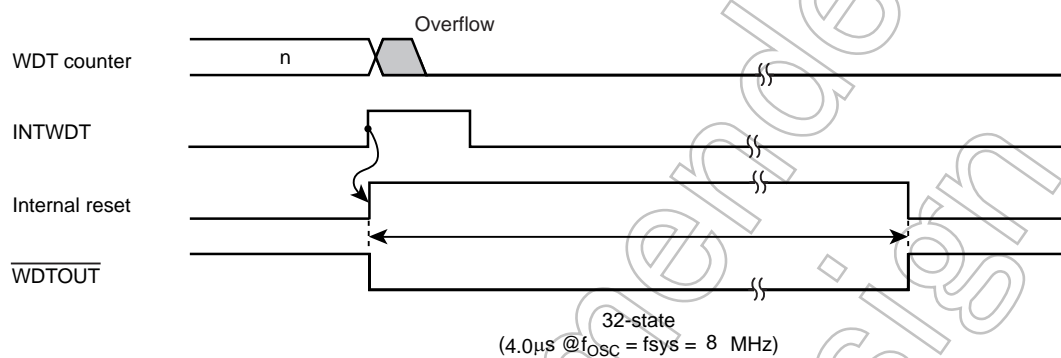 Overflow
WDT counter
n
INTWDT
Internal reset
WDTOUT
32-state
(4.0μs @fOSC = fsys = 8 MHz)